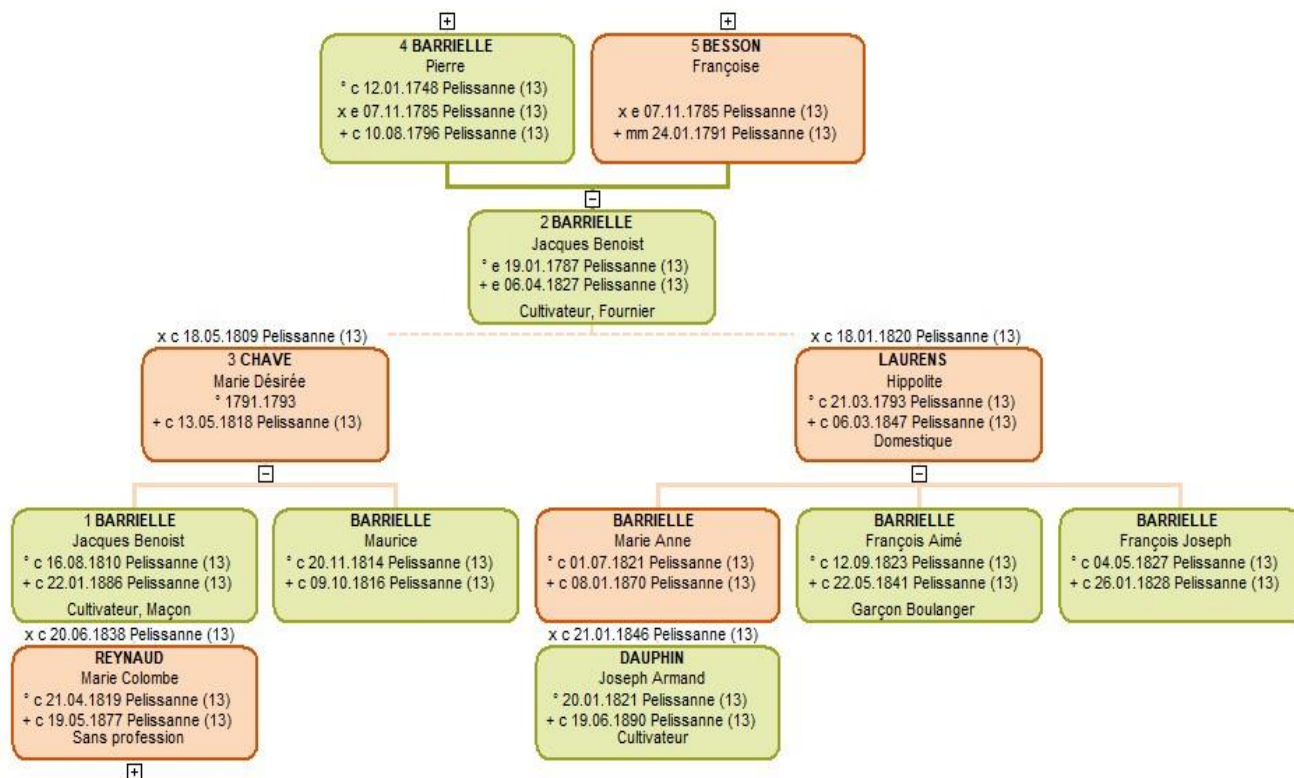 4 BARRIELLE
Pierre
° c 12.01.1748 Pelissanne (13)
x e 07.11.1785 Pelissanne (13)
+ c 10.08.1796 Pelissanne (13)
5 BESSON
Françoise
x e 07.11.1785 Pelissanne (13)
+ mm 24.01.1791 Pelissanne (13)
2 BARRIELLE
Jacques Benoist
° e 19.01.1787 Pelissanne (13)
+ e 06.04.1827 Pelissanne (13)
Cultivateur, Fournier
x c 18.05.1809 Pelissanne (13)
3 CHAVE
Marie Désirée
° 1791.1793
+ c 13.05.1818 Pelissanne (13)
x c 18.01.1820 Pelissanne (13)
LAURENS
Hippolite
° c 21.03.1793 Pelissanne (13)
+ c 06.03.1847 Pelissanne (13)
Domestique
1 BARRIELLE
Jacques Benoist
° c 16.08.1810 Pelissanne (13)
+ c 22.01.1886 Pelissanne (13)
Cultivateur, Maçon
BARRIELLE
Maurice
° c 20.11.1814 Pelissanne (13)
+ c 09.10.1816 Pelissanne (13)
BARRIELLE
Marie Anne
° c 01.07.1821 Pelissanne (13)
+ c 08.01.1870 Pelissanne (13)
BARRIELLE
François Aimé
° c 12.09.1823 Pelissanne (13)
+ c 22.05.1841 Pelissanne (13)
Garçon Boulanger
BARRIELLE
François Joseph
° c 04.05.1827 Pelissanne (13)
+ c 26.01.1828 Pelissanne (13)
x c 20.06.1838 Pelissanne (13)
REYNAUD
Marie Colombe
° c 21.04.1819 Pelissanne (13)
+ c 19.05.1877 Pelissanne (13)
Sans profession
x c 21.01.1846 Pelissanne (13)
DAUPHIN
Joseph Armand
° 20.01.1821 Pelissanne (13)
+ c 19.06.1890 Pelissanne (13)
Cultivateur